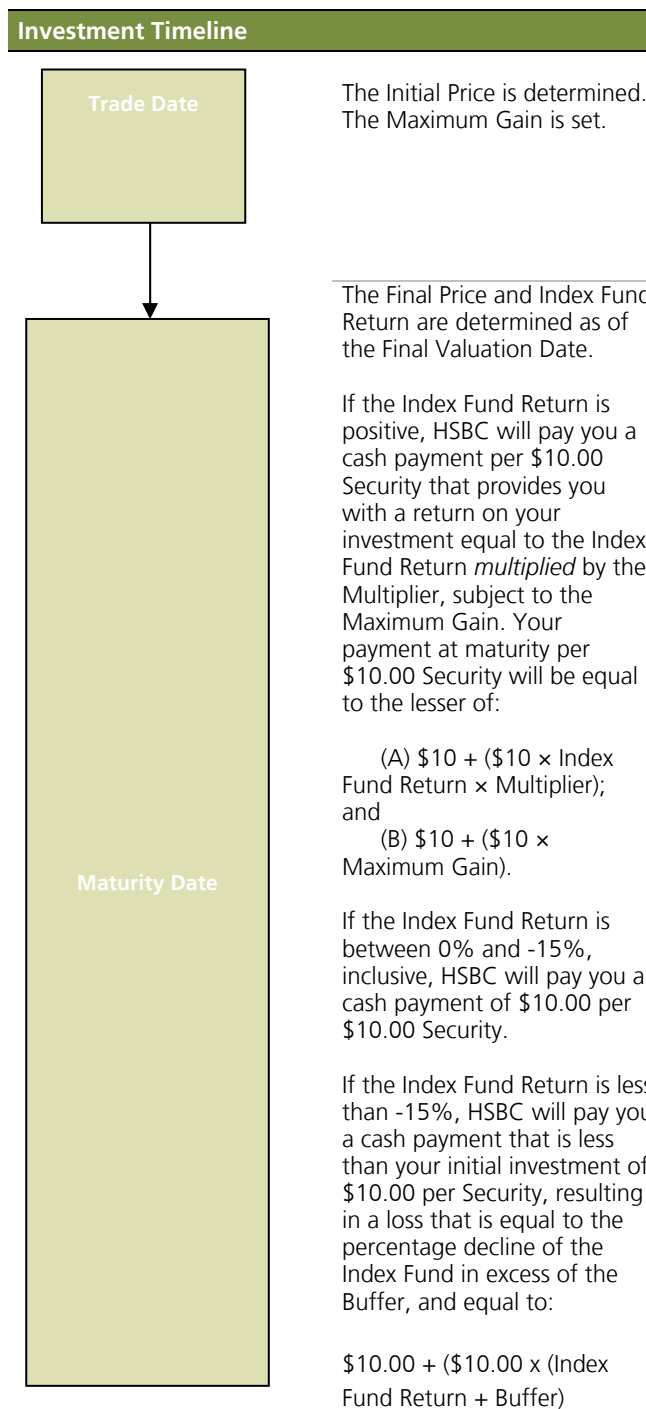 Investment Timeline
Trade Date
The Initial Price is determined.
The Maximum Gain is set.
The Final Price and Index Fund
Return are determined as of
the Final Valuation Date.
If the Index Fund Return is
positive, HSBC will pay you a
cash payment per $10.00
Security that provides you
with a return on your
investment equal to the Index
Fund Return multiplied by the
Multiplier, subject to the
Maximum Gain. Your
payment at maturity per
$10.00 Security will be equal
to the lesser of:
(A) $10 + ($10 × Index
Fund Return × Multiplier);
and
(B) $10 + ($10 ×
Maximum Gain).
Maturity Date
If the Index Fund Return is
between 0% and -15%,
inclusive, HSBC will pay you a
cash payment of $10.00 per
$10.00 Security.
If the Index Fund Return is less
than -15%, HSBC will pay you
a cash payment that is less
than your initial investment of
$10.00 per Security, resulting
in a loss that is equal to the
percentage decline of the
Index Fund in excess of the
Buffer, and equal to:
$10.00 + ($10.00 x (Index
Fund Return + Buffer)